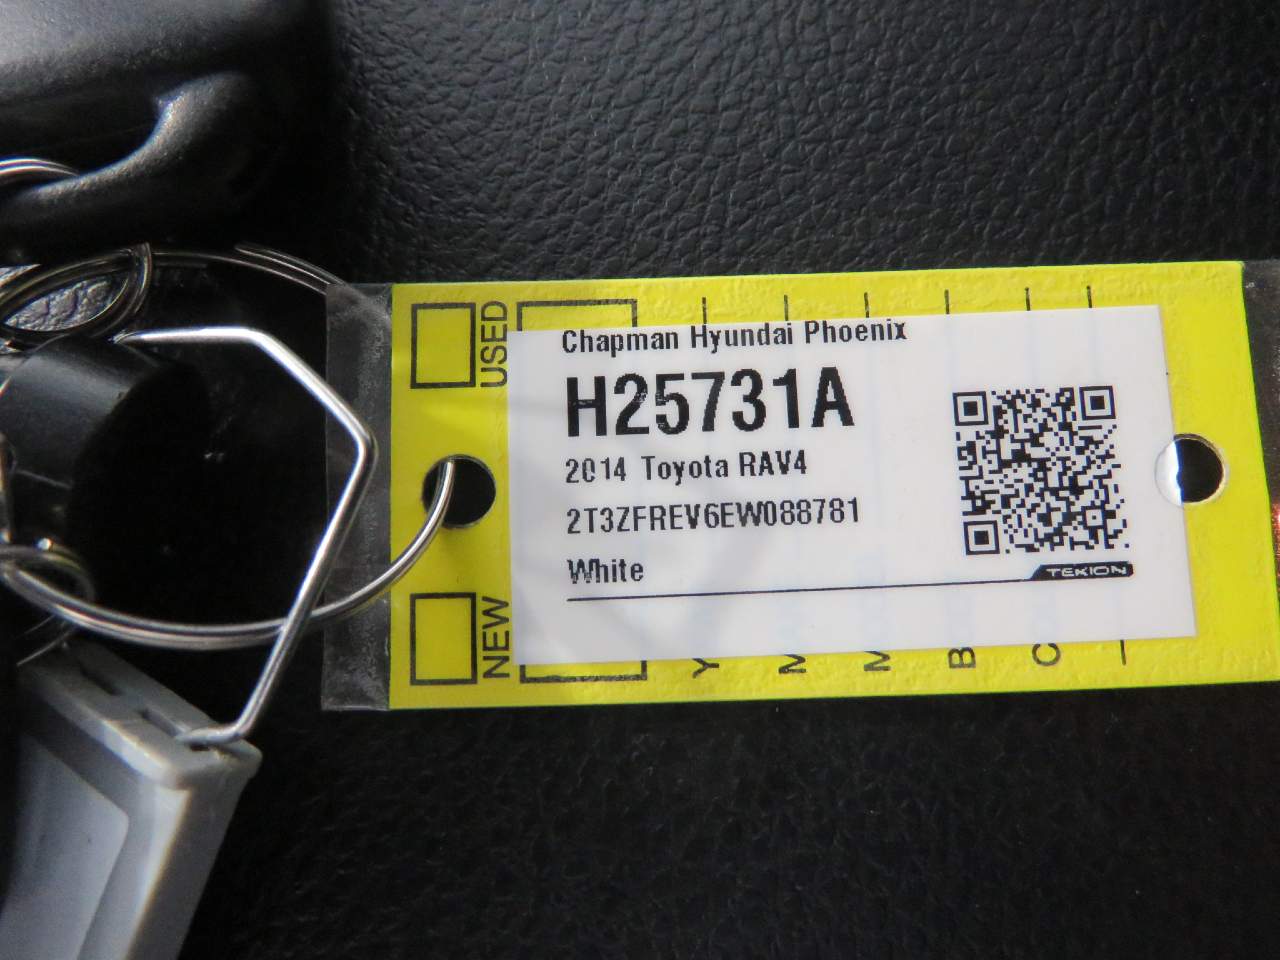 USED
Chapman Hyundai Phoenix
H25731A
2014 Toyota RAV4
2T3ZFREV6EW088781
White
TEKION
NEW
Y
M
M
B
C